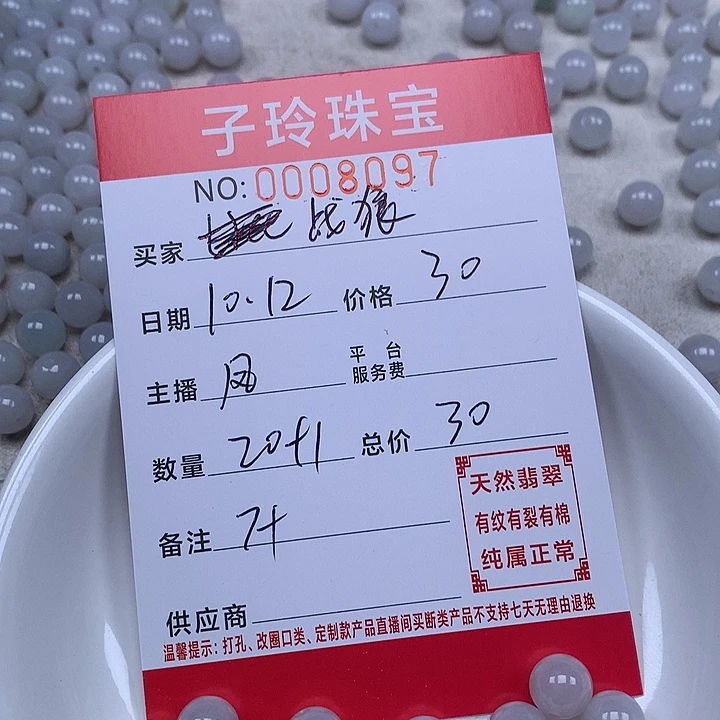 子玲珠宝
NO: 0008097
买家 战狼
日期 10.12 价格 30
主播 凤 平台服务费
数量 20+1 总价 30
备注 7+
天然翡翠
有纹有裂有棉
纯属正常
供应商
温馨提示:打孔、改圈口类、定制款产品直播间买断类产品不支持七天无理由退换